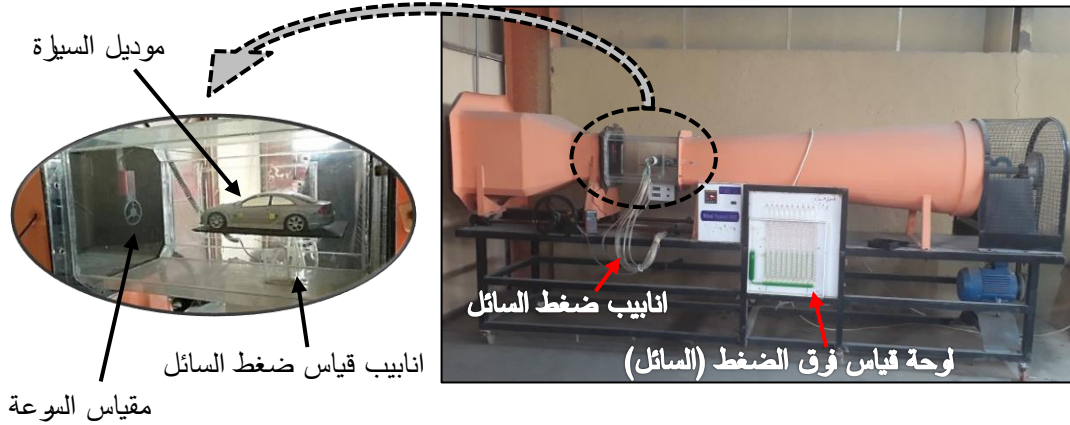 موديل السيارة
انابيب ضغط السائل
لوحة قياس فرق الضغط (السائل)
انابيب قياس ضغط السائل
مقياس السرعة